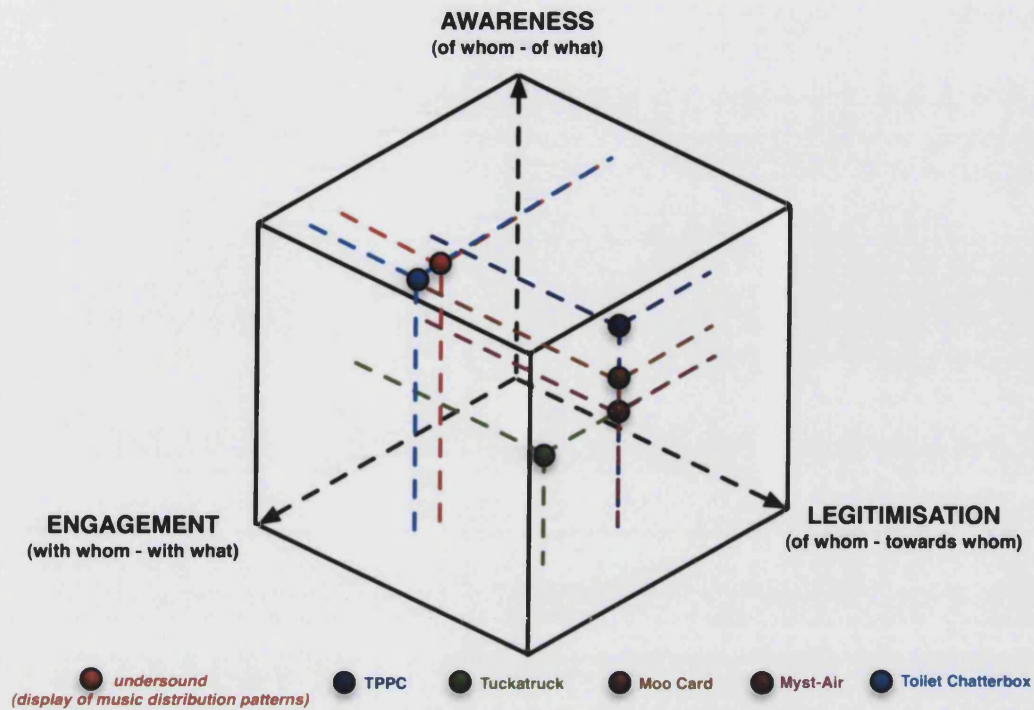 AWARENESS
(of whom - of what)
ENGAGEMENT
(with whom - with what)
LEGITIMISATION
(of whom - towards whom)
undersound
(display of music distribution patterns)
TPPC
Tuckatruck
Moo Card
Myst-Air
Toilet Chatterbox